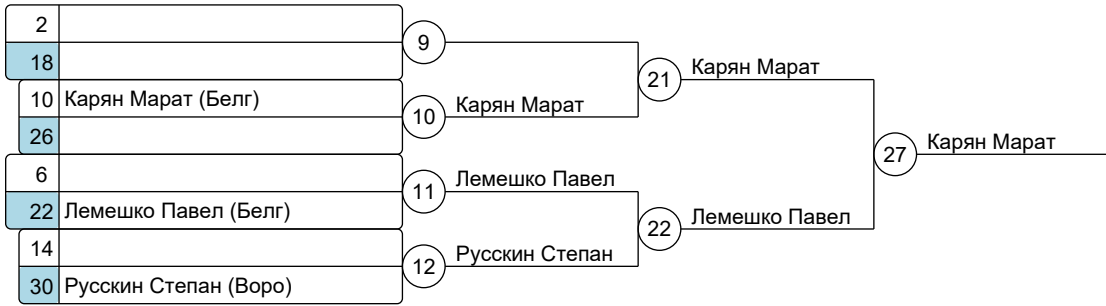 2
9
18
21 Карян Марат
10 Карян Марат (Белг)
10 Карян Марат
26
27 Карян Марат
6
11 Лемешко Павел
22 Лемешко Павел (Белг)
22 Лемешко Павел
14
12 Русскин Степан
30 Русскин Степан (Воро)